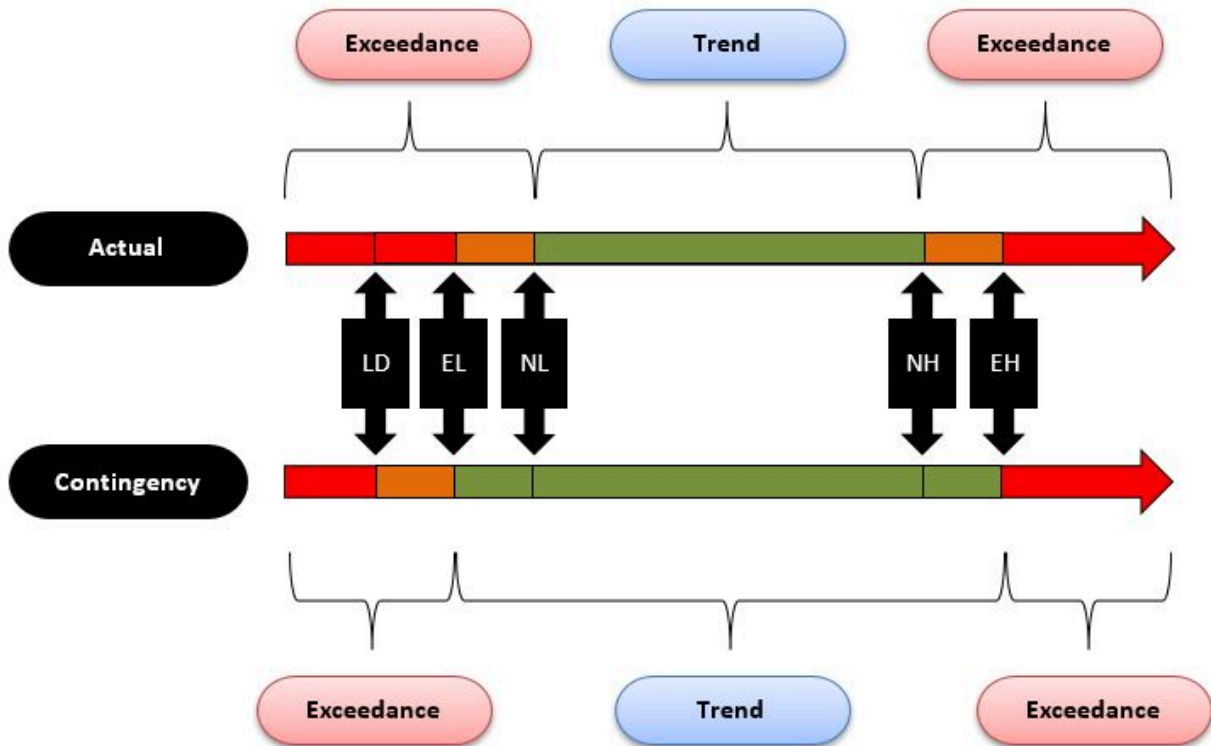 Exceedance
Trend
Exceedance
Actual
LD
EL
NL
NH
EH
Contingency
Exceedance
Trend
Exceedance